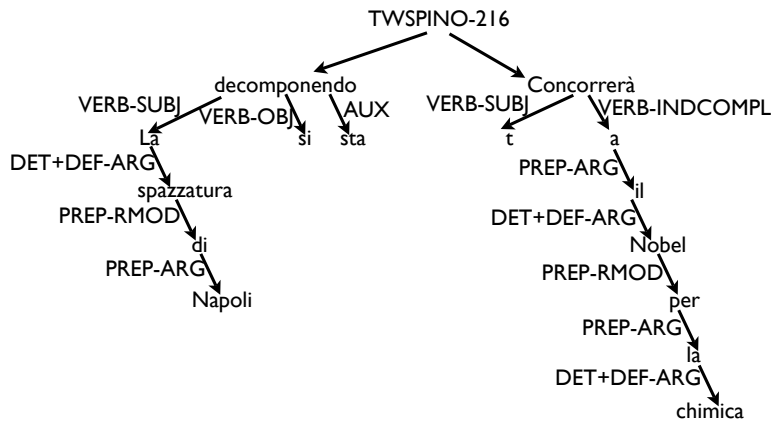 TWSPINO-216
decomponendo Concorrerà
VERB-SUBJ VERB-OBJ AUX VERB-SUBJ VERB-INDCOMPL
La si sta t a
DET+DEF-ARG PREP-ARG
spazzatura il
PREP-RMOD DET+DEF-ARG
di Nobel
PREP-ARG PREP-RMOD
Napoli per
PREP-ARG
la
DET+DEF-ARG
chimica